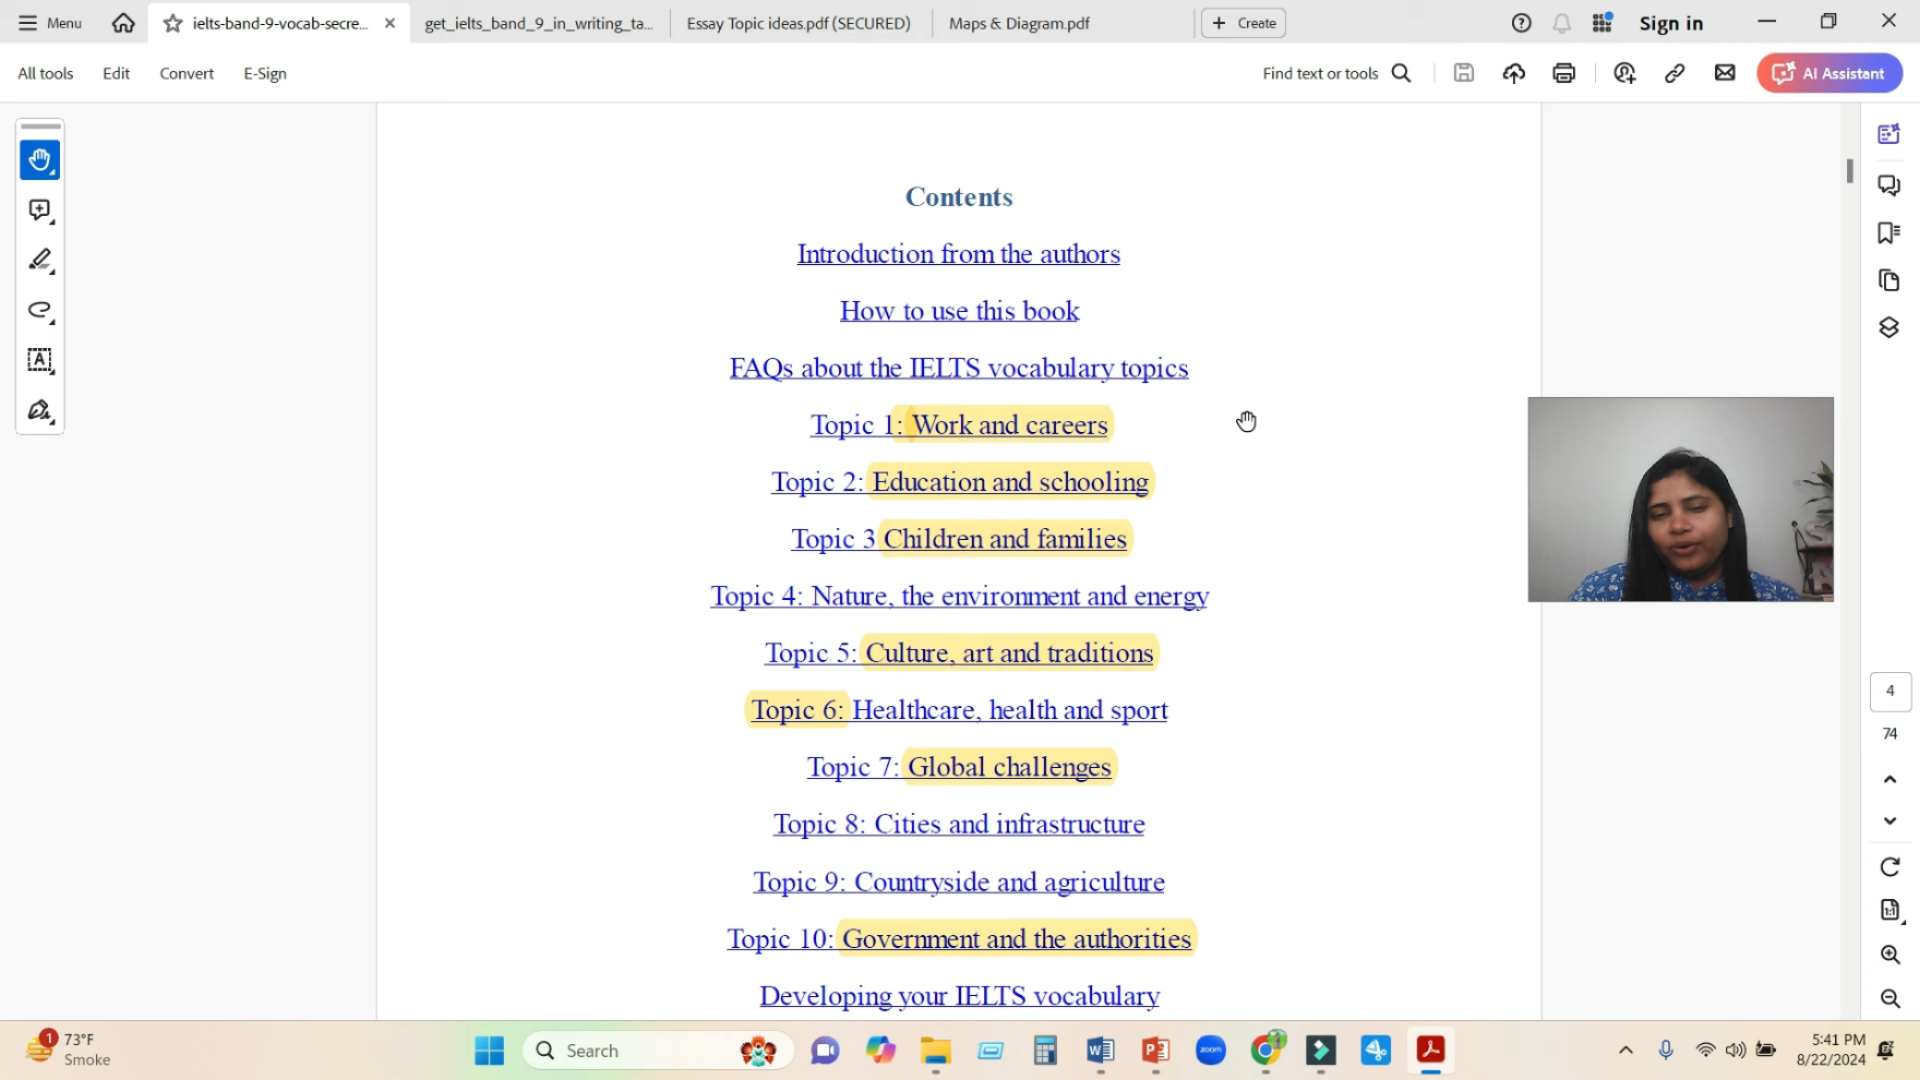 Menu
ielts-band-9-vocab-secre...
get_ielts_band_9_in_writing_ta...
Essay Topic ideas.pdf (SECURED)
Maps & Diagram.pdf
Create
Sign in
All tools
Edit
Convert
E-Sign
Find text or tools
AI Assistant
Contents
Introduction from the authors
How to use this book
FAQs about the IELTS vocabulary topics
Topic 1: Work and careers
Topic 2: Education and schooling
Topic 3 Children and families
Topic 4: Nature, the environment and energy
Topic 5: Culture, art and traditions
Topic 6: Healthcare, health and sport
Topic 7: Global challenges
Topic 8: Cities and infrastructure
Topic 9: Countryside and agriculture
Topic 10: Government and the authorities
Developing your IELTS vocabulary
4
74
1
73°F
Smoke
Search
zoom
5:41 PM
8/22/2024